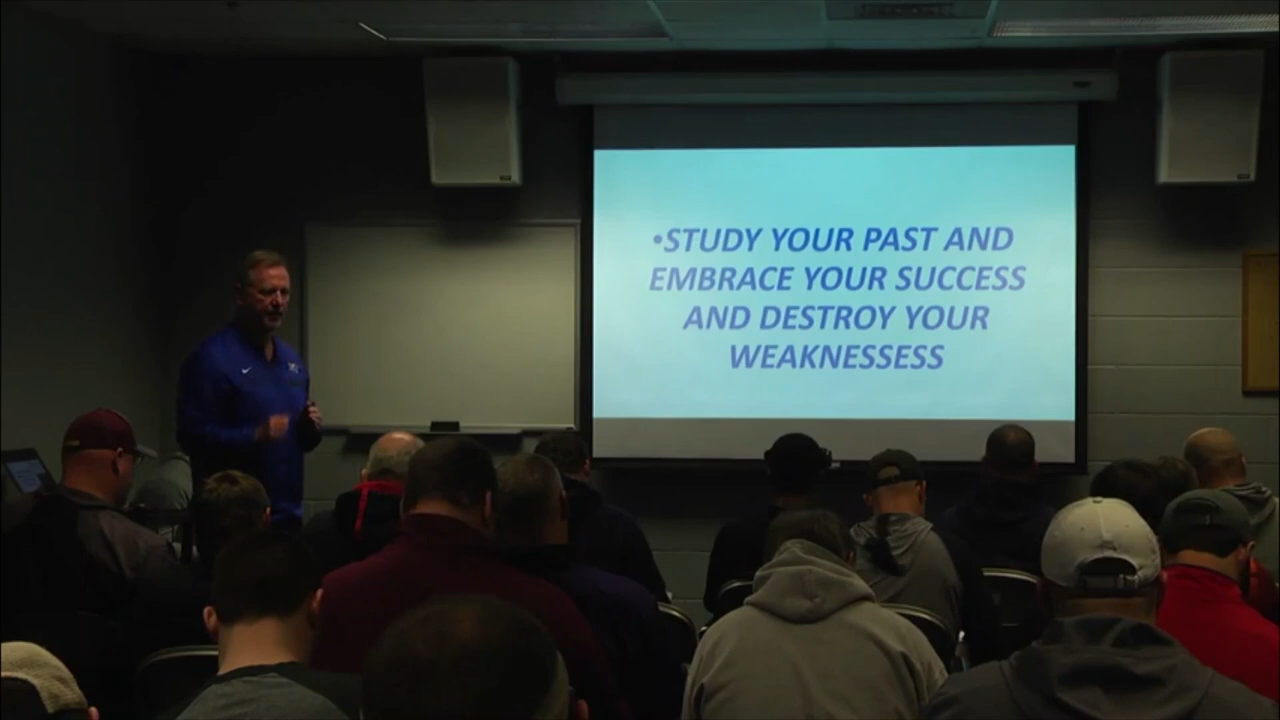 •STUDY YOUR PAST AND
EMBRACE YOUR SUCCESS
AND DESTROY YOUR
WEAKNESSESS